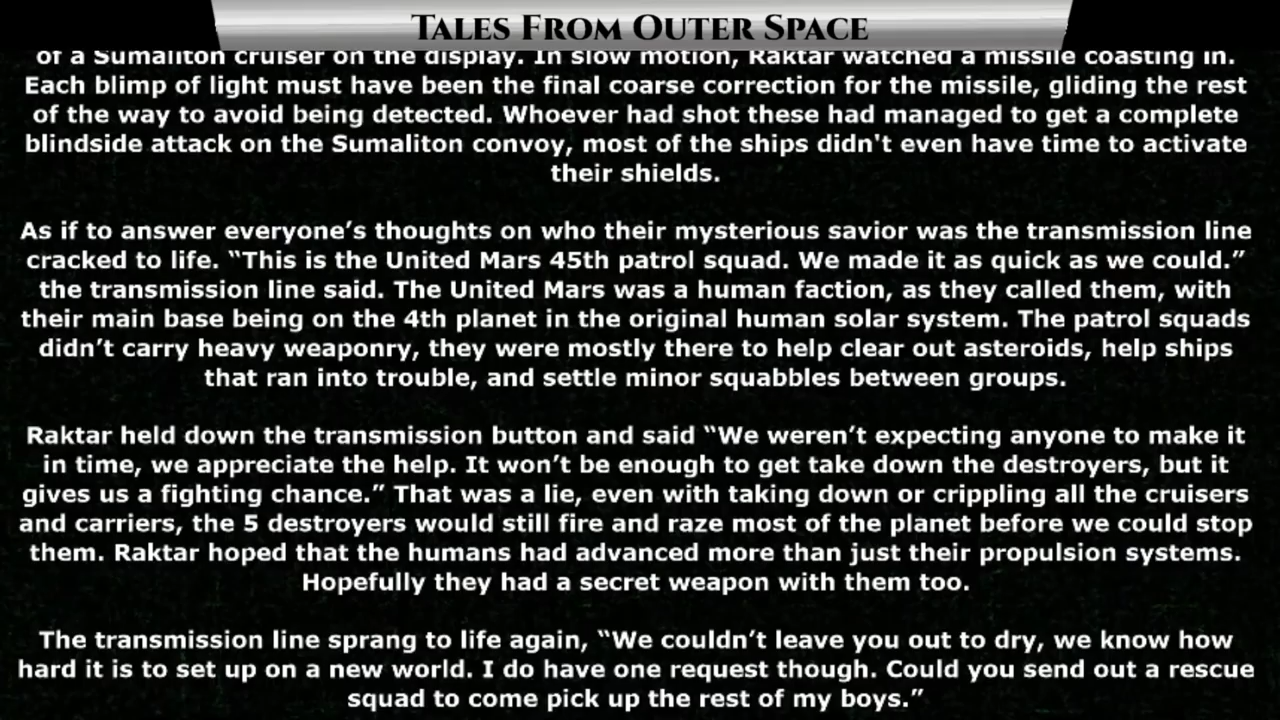 TALES FROM OUTER SPACE
of a Sumaliton cruiser on the display. In slow motion, Raktar watched a missile coasting in.
Each blimp of light must have been the final coarse correction for the missile, gliding the rest
of the way to avoid being detected. Whoever had shot these had managed to get a complete
blindside attack on the Sumaliton convoy, most of the ships didn't even have time to activate
their shields.
As if to answer everyone’s thoughts on who their mysterious savior was the transmission line
cracked to life. “This is the United Mars 45th patrol squad. We made it as quick as we could.”
the transmission line said. The United Mars was a human faction, as they called them, with
their main base being on the 4th planet in the original human solar system. The patrol squads
didn’t carry heavy weaponry, they were mostly there to help clear out asteroids, help ships
that ran into trouble, and settle minor squabbles between groups.
Raktar held down the transmission button and said “We weren’t expecting anyone to make it
in time, we appreciate the help. It won’t be enough to get take down the destroyers, but it
gives us a fighting chance.” That was a lie, even with taking down or crippling all the cruisers
and carriers, the 5 destroyers would still fire and raze most of the planet before we could stop
them. Raktar hoped that the humans had advanced more than just their propulsion systems.
Hopefully they had a secret weapon with them too.
The transmission line sprang to life again, “We couldn’t leave you out to dry, we know how
hard it is to set up on a new world. I do have one request though. Could you send out a rescue
squad to come pick up the rest of my boys.”